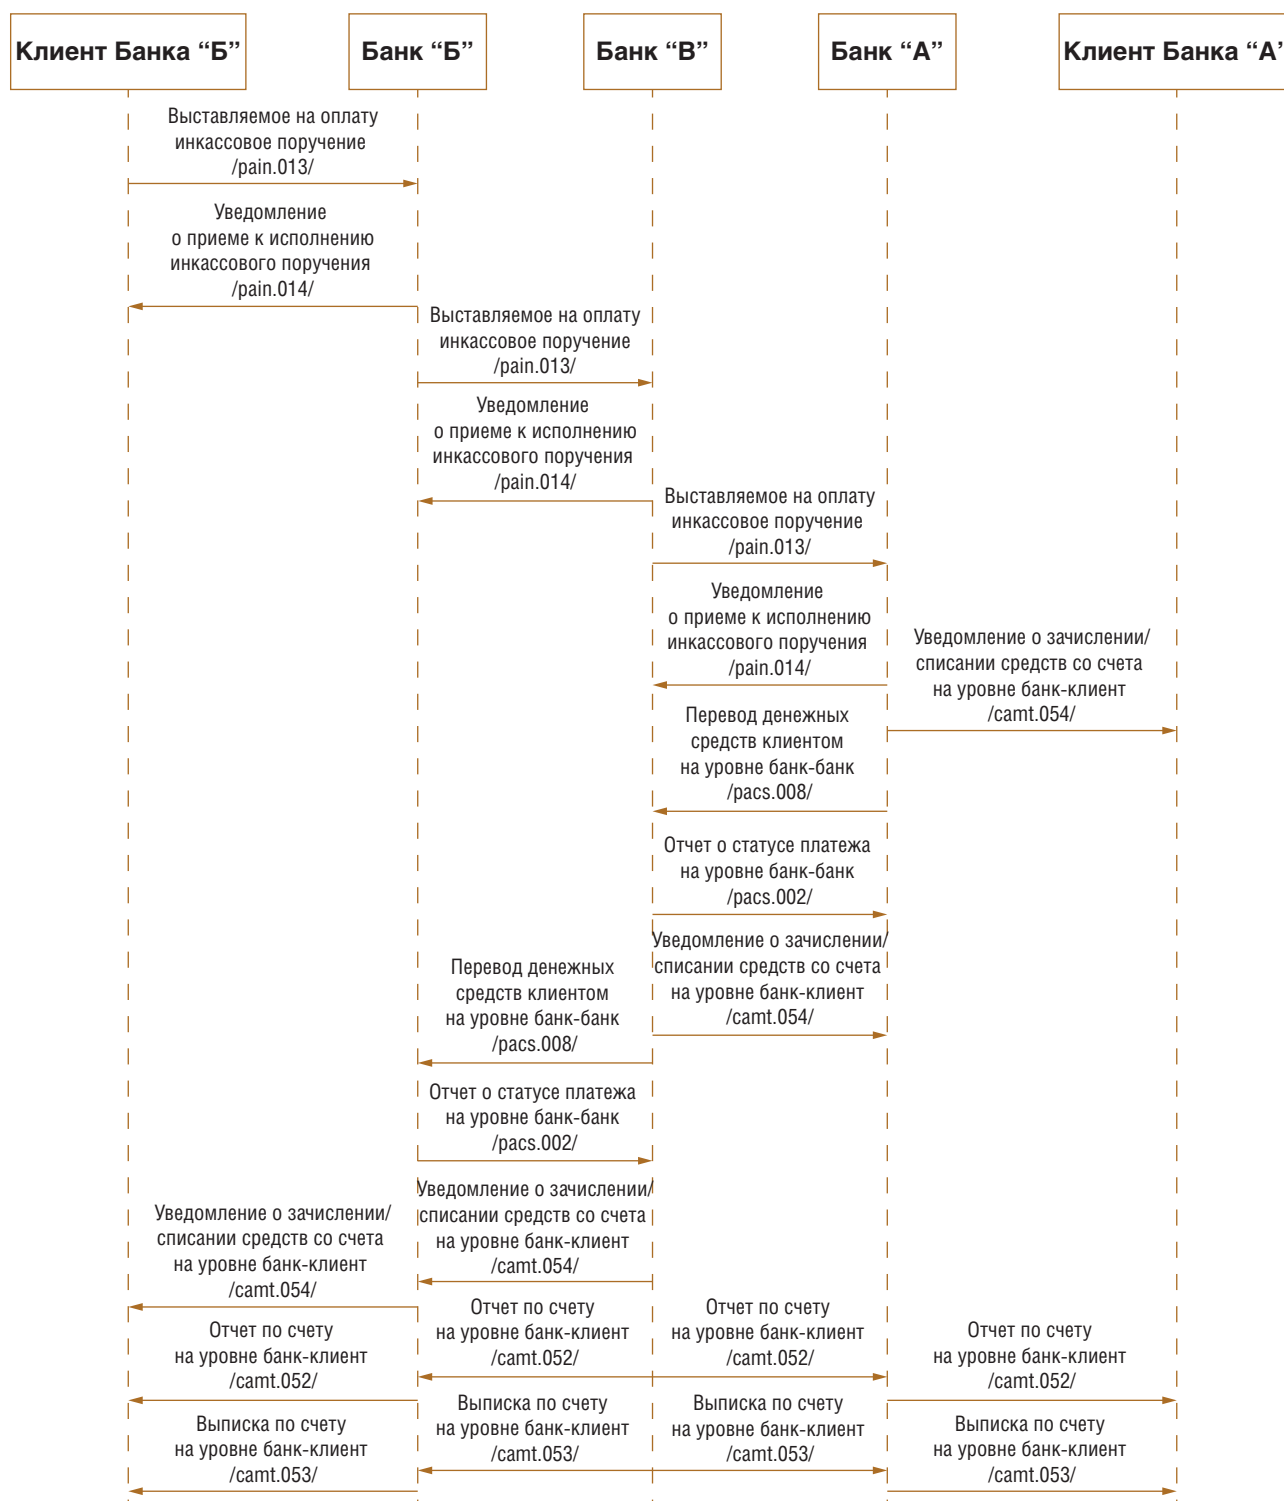 Клиент Банка “Б”
Банк “Б”
Банк “В”
Банк “А”
Клиент Банка “А”
Выставляемое на оплату
инкассовое поручение
/pain.013/
Уведомление
о приеме к исполнению
инкассового поручения
/pain.014/
Выставляемое на оплату
инкассовое поручение
/pain.013/
Уведомление
о приеме к исполнению
инкассового поручения
/pain.014/
Выставляемое на оплату
инкассовое поручение
/pain.013/
Уведомление
о приеме к исполнению
инкассового поручения
/pain.014/
Уведомление о зачислении/
списании средств со счета
на уровне банк-клиент
/camt.054/
Перевод денежных
средств клиентом
на уровне банк-банк
/pacs.008/
Отчет о статусе платежа
на уровне банк-банк
/pacs.002/
Уведомление о зачислении/
списании средств со счета
на уровне банк-клиент
/camt.054/
Перевод денежных
средств клиентом
на уровне банк-банк
/pacs.008/
Отчет о статусе платежа
на уровне банк-банк
/pacs.002/
Уведомление о зачислении/
списании средств со счета
на уровне банк-клиент
/camt.054/
Уведомление о зачислении/
списании средств со счета
на уровне банк-клиент
/camt.054/
Отчет по счету
на уровне банк-клиент
/camt.052/
Отчет по счету
на уровне банк-клиент
/camt.052/
Отчет по счету
на уровне банк-клиент
/camt.052/
Отчет по счету
на уровне банк-клиент
/camt.052/
Выписка по счету
на уровне банк-клиент
/camt.053/
Выписка по счету
на уровне банк-клиент
/camt.053/
Выписка по счету
на уровне банк-клиент
/camt.053/
Выписка по счету
на уровне банк-клиент
/camt.053/